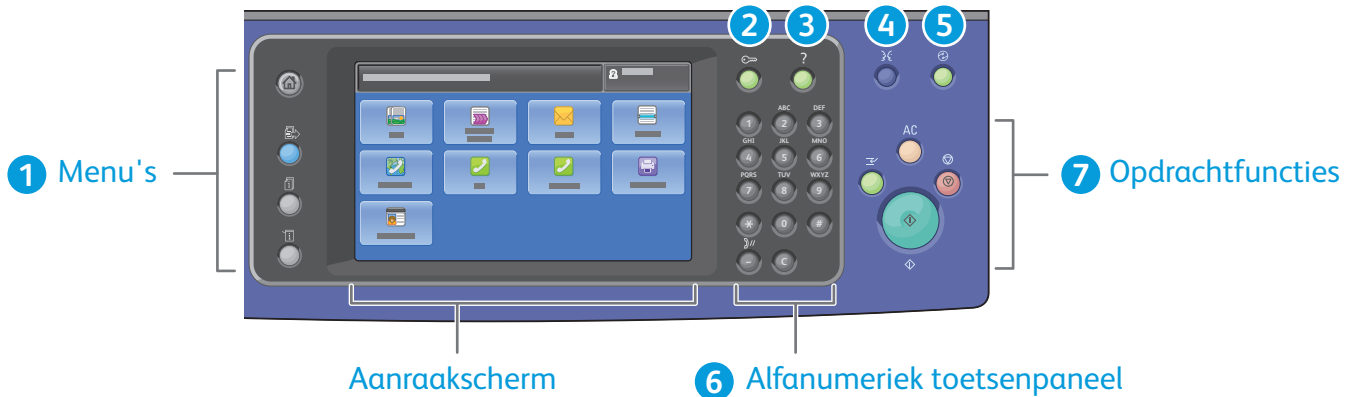 2 3 4 5
?
ABC DEF
1 2 3
AC
GHI JKL MNO
4 5 6
PQRS TUV WXYZ
7 8 9
* 0 #
- C
1 Menu's
7 Opdrachtfuncties
Aanraakscherm
6 Alfanumeriek toetsenpaneel